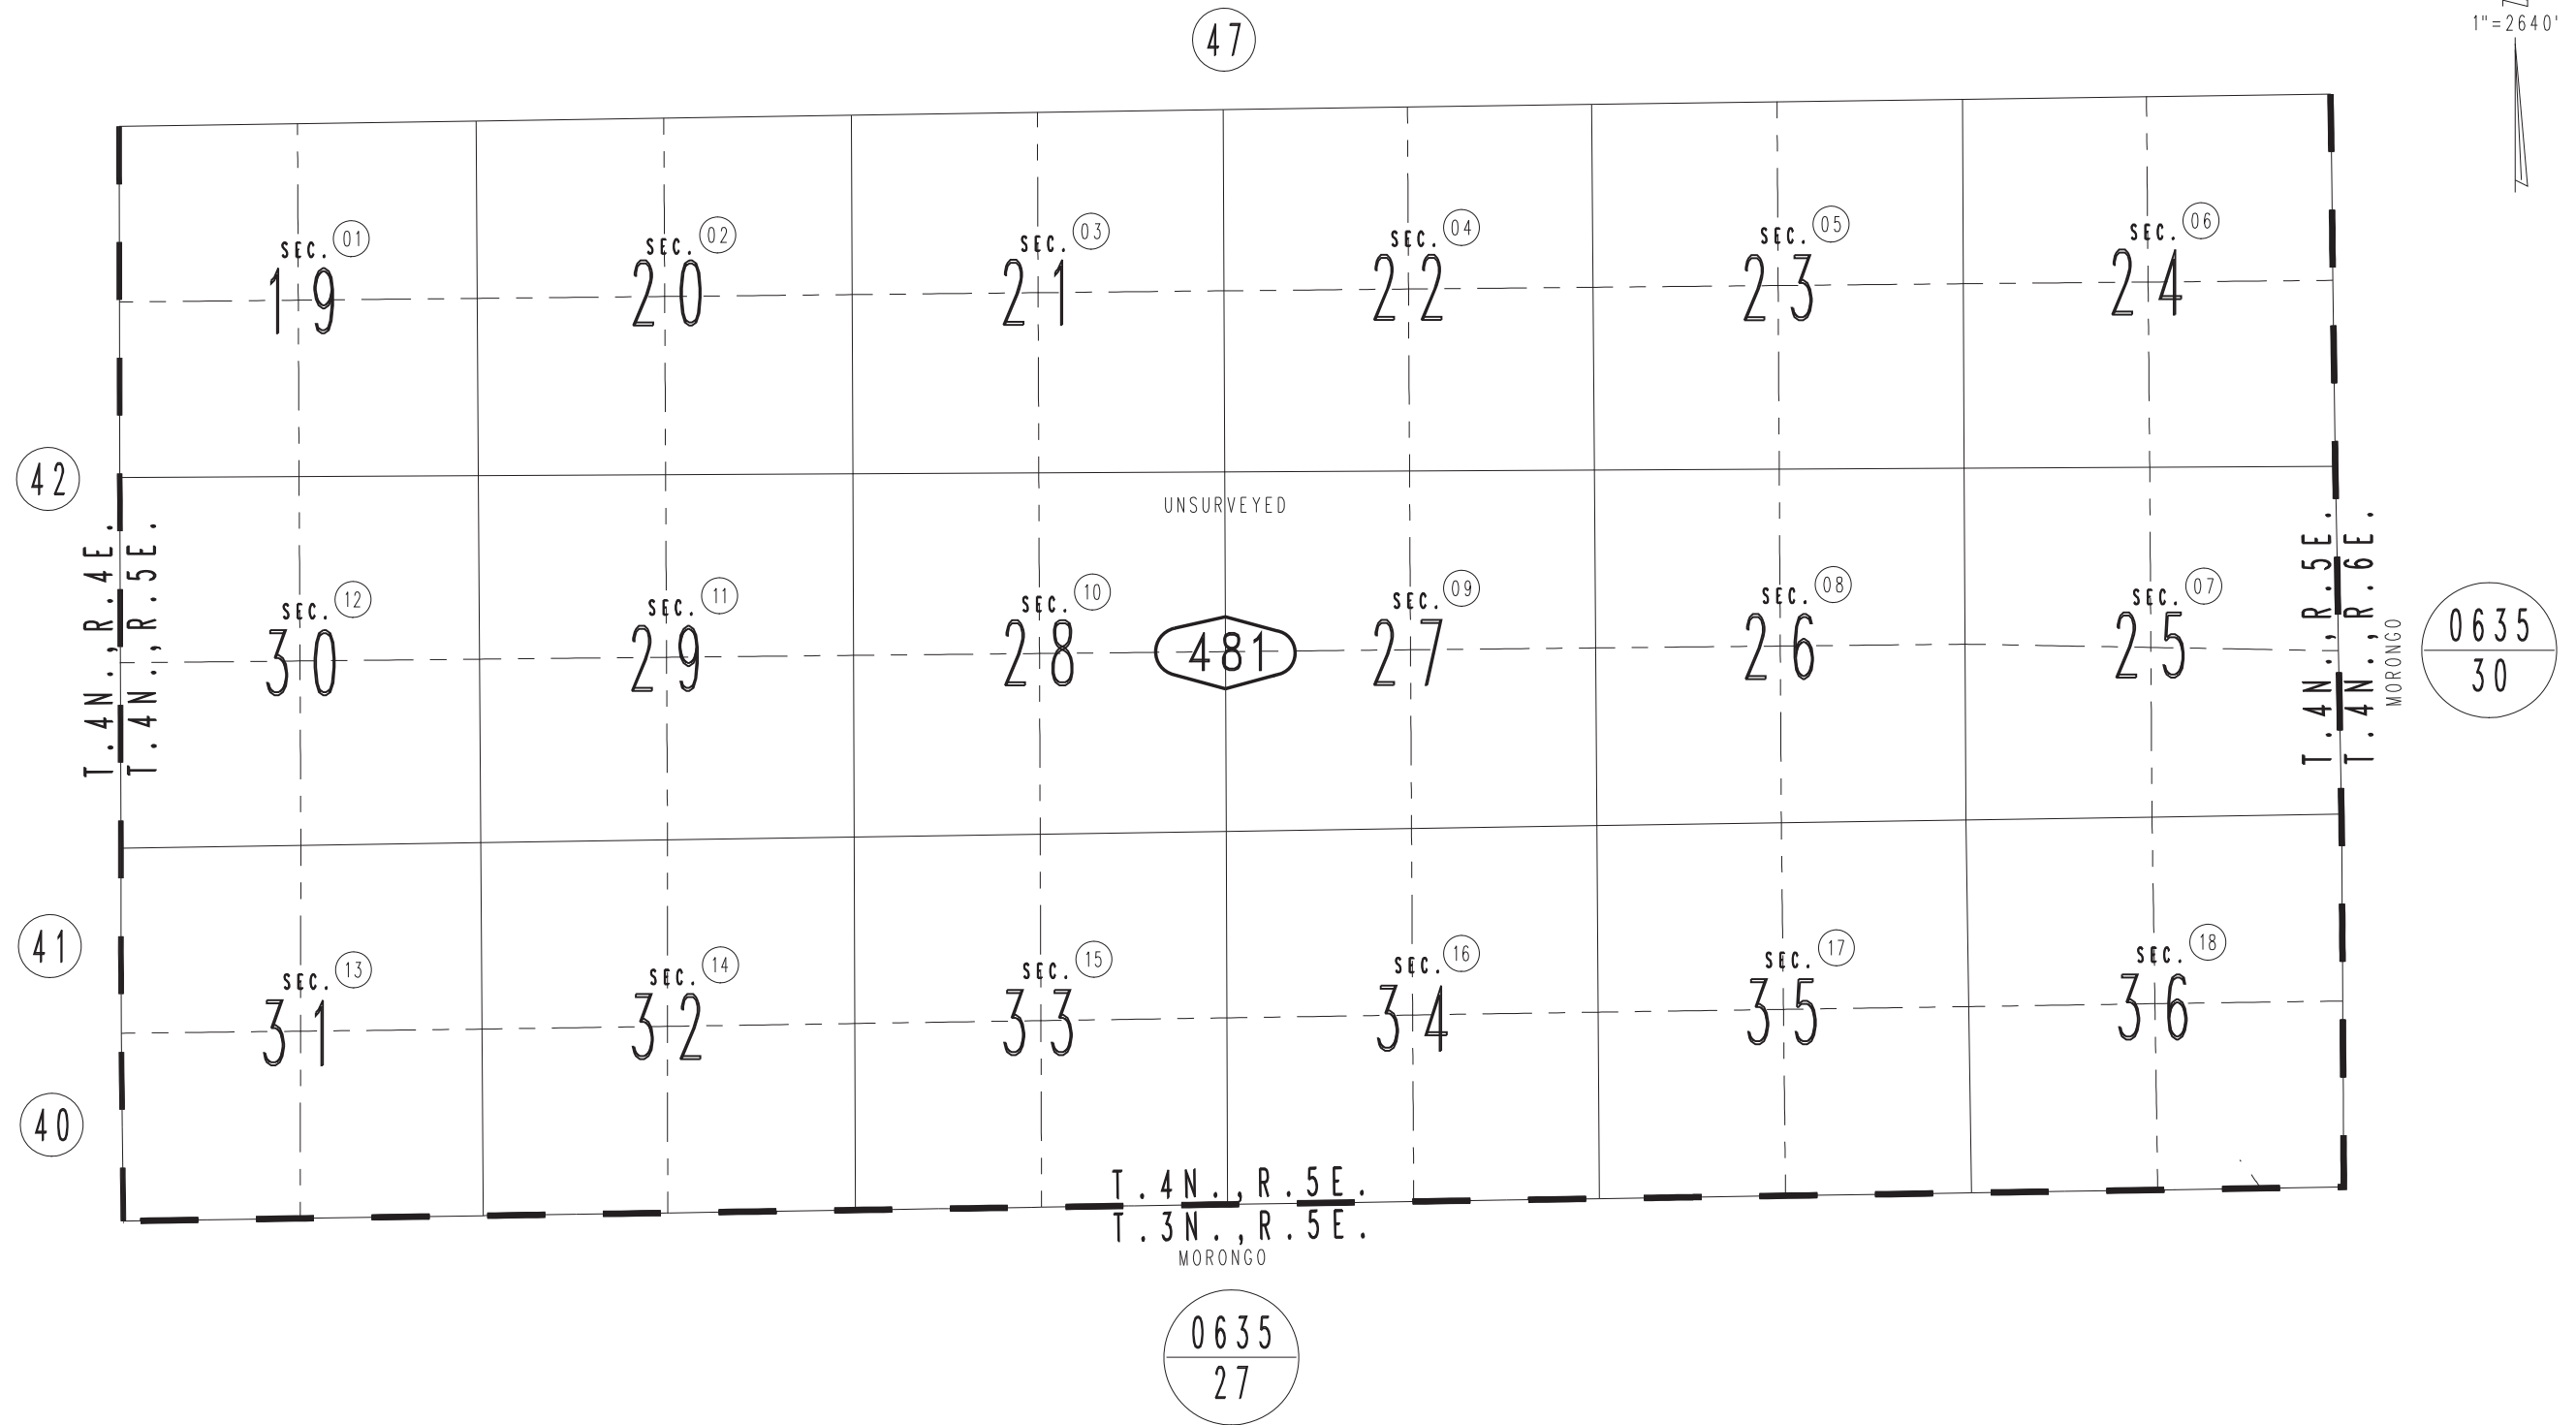 47
1"=2640'
01
02
03
04
05
06
SEC.
19
SEC.
20
SEC.
21
SEC.
22
SEC.
23
SEC.
24
42
UNSURVEYED
T.4N.,R.4E.
T.4N.,R.5E.
T.4N.,R.5E.
T.4N.,R.6E.
MORONGO
0635
30
12
11
10
09
08
07
SEC.
30
SEC.
29
SEC.
28
481
SEC.
27
SEC.
26
SEC.
25
41
13
14
15
16
17
18
SEC.
31
SEC.
32
SEC.
33
SEC.
34
SEC.
35
SEC.
36
40
T.4N.,R.5E.
T.3N.,R.5E.
MORONGO
0635
27